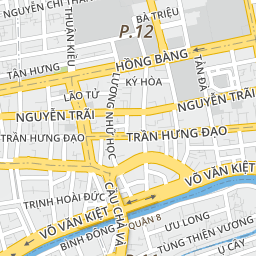 NGUYỄN CHÍ THANH
THUẬN KIỀU
P.12
BÀ TRIỆU
HỒNG BÀNG
TÂN HƯNG
KÝ HÒA
TẢN ĐÀ
LÃO TỬ
LƯƠNG NHỮ HỌC
NGUYỄN TRÃI
NGUYỄN TRÃI
TRẦN HƯNG ĐẠO
TRẦN HƯNG ĐẠO
VÕ VĂN KIỆT
TRỊNH HOÀI ĐỨC
CẦU CHÀ VÀ
VÕ VĂN KIỆT
QUÂN 8
BÌNH ĐÔNG
ƯU LONG
TÙNG THIỆN VƯƠNG
Ụ CÂY